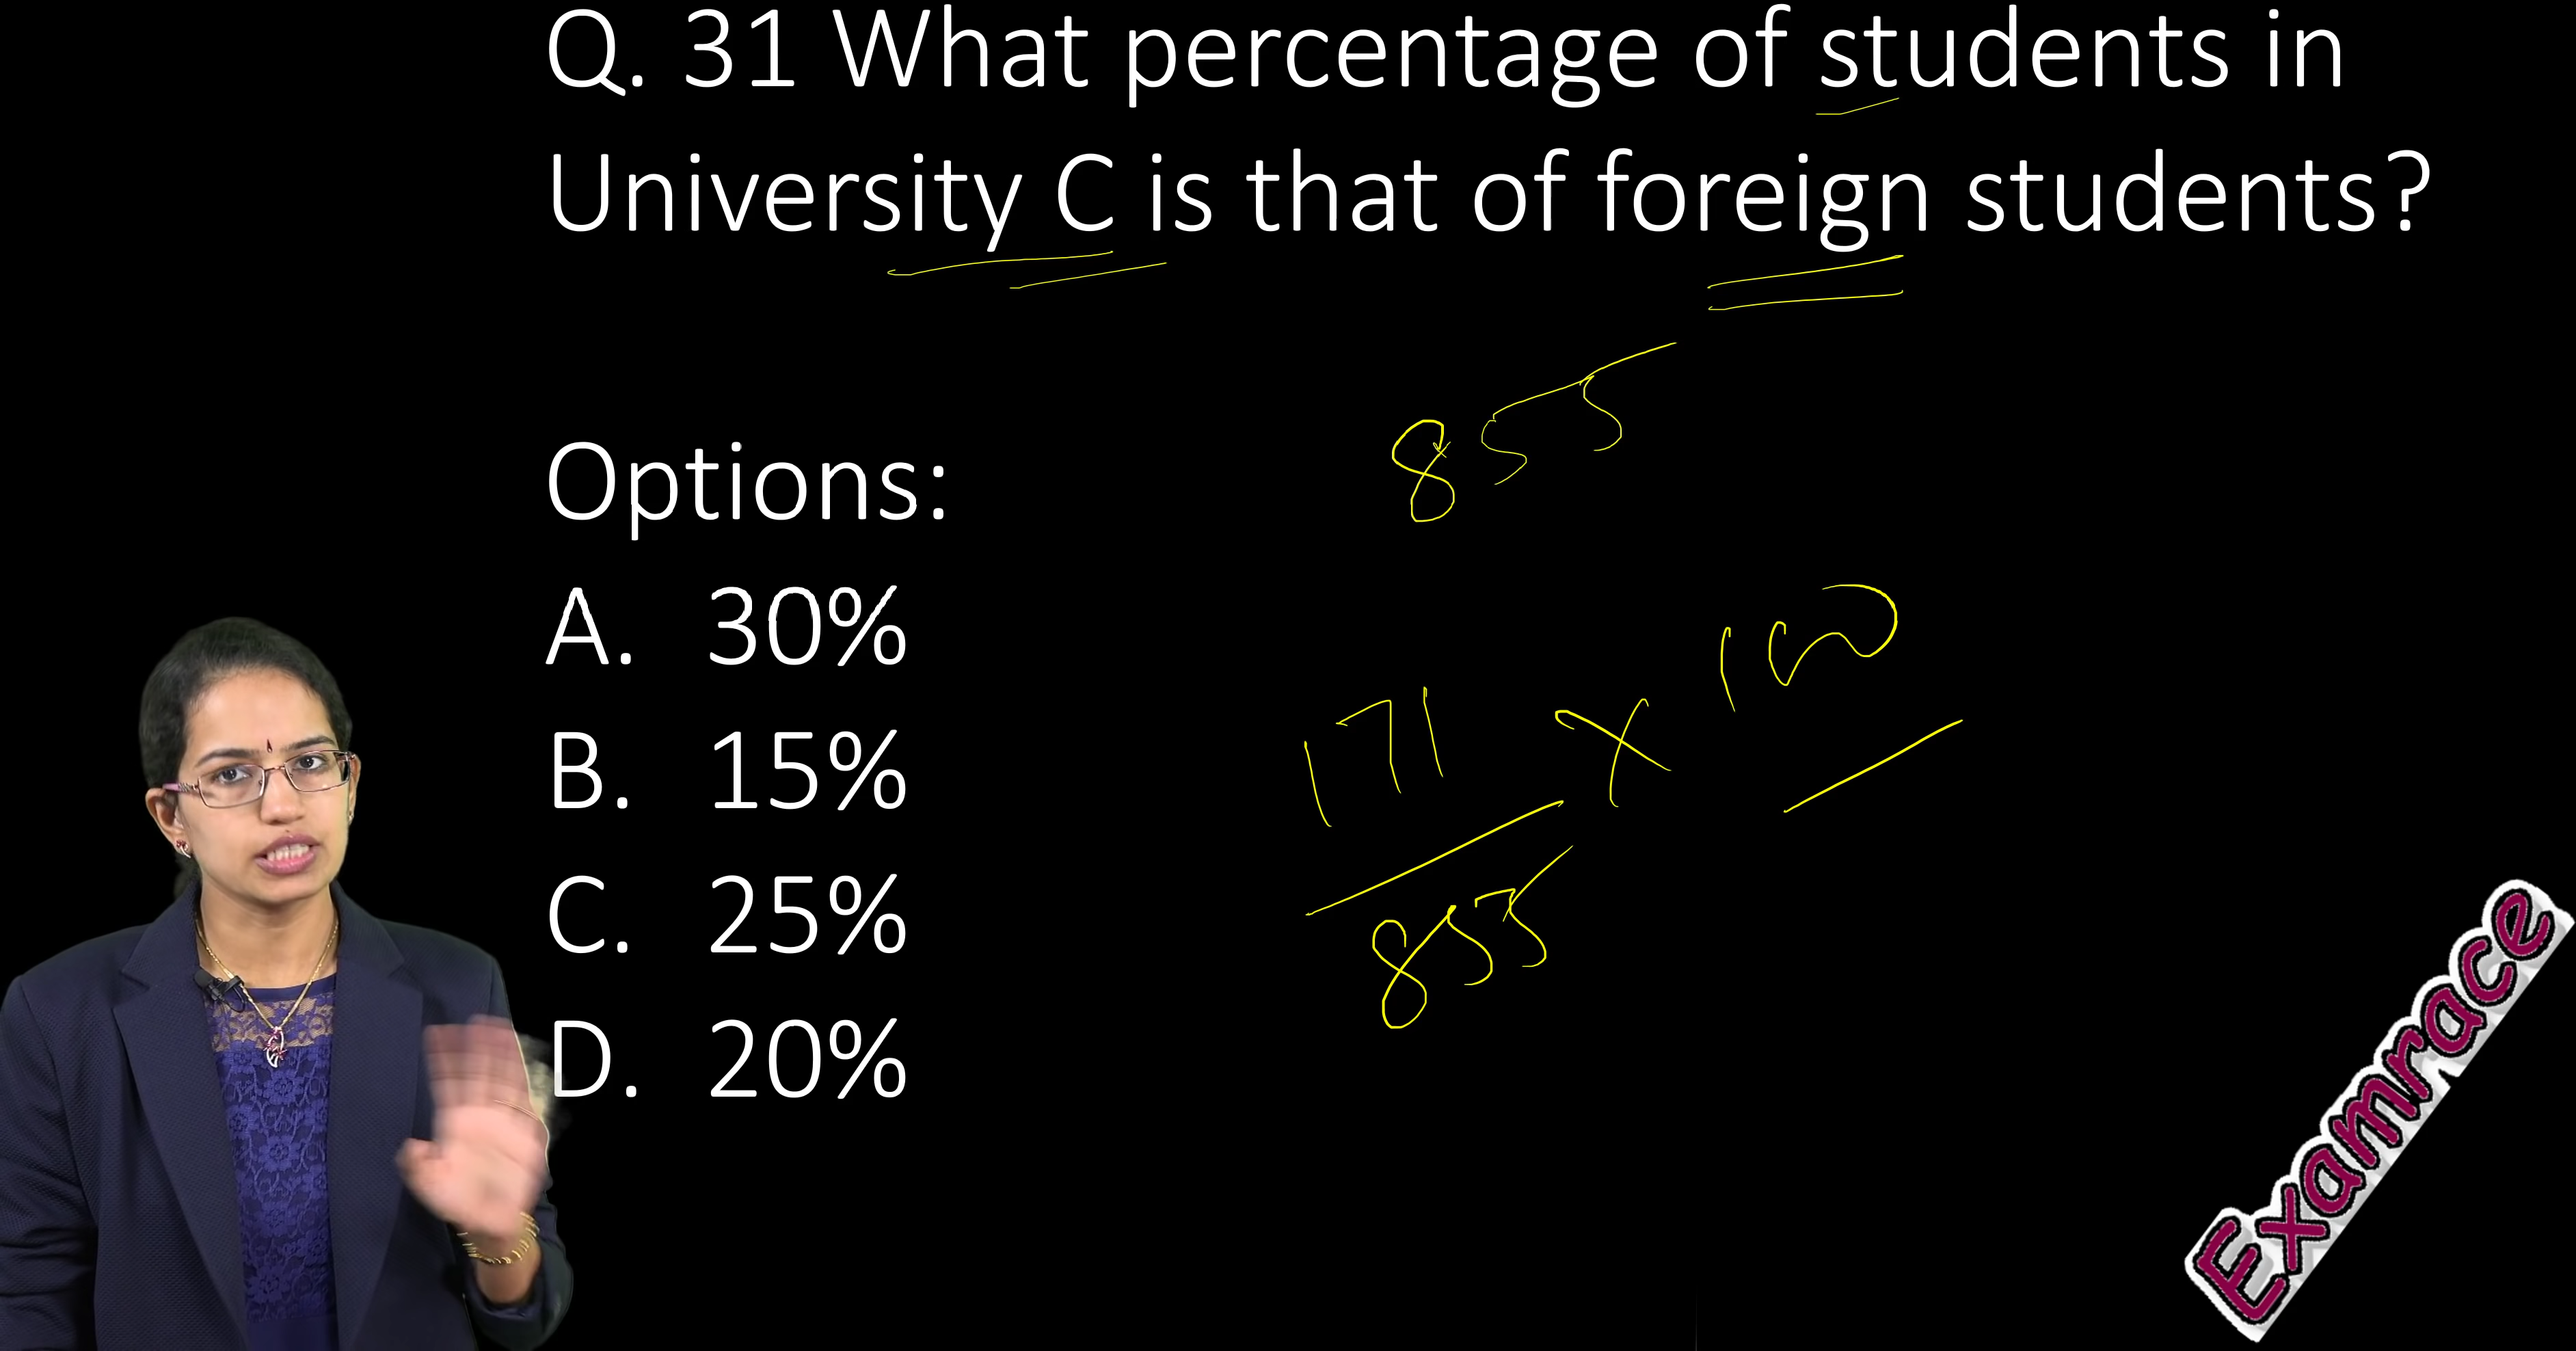 Q. 31 What percentage of students in
University C is that of foreign students?
855
Options:
A. 30%
B. 15%
C. 25%
D. 20%
171 X 100
855
Examrace